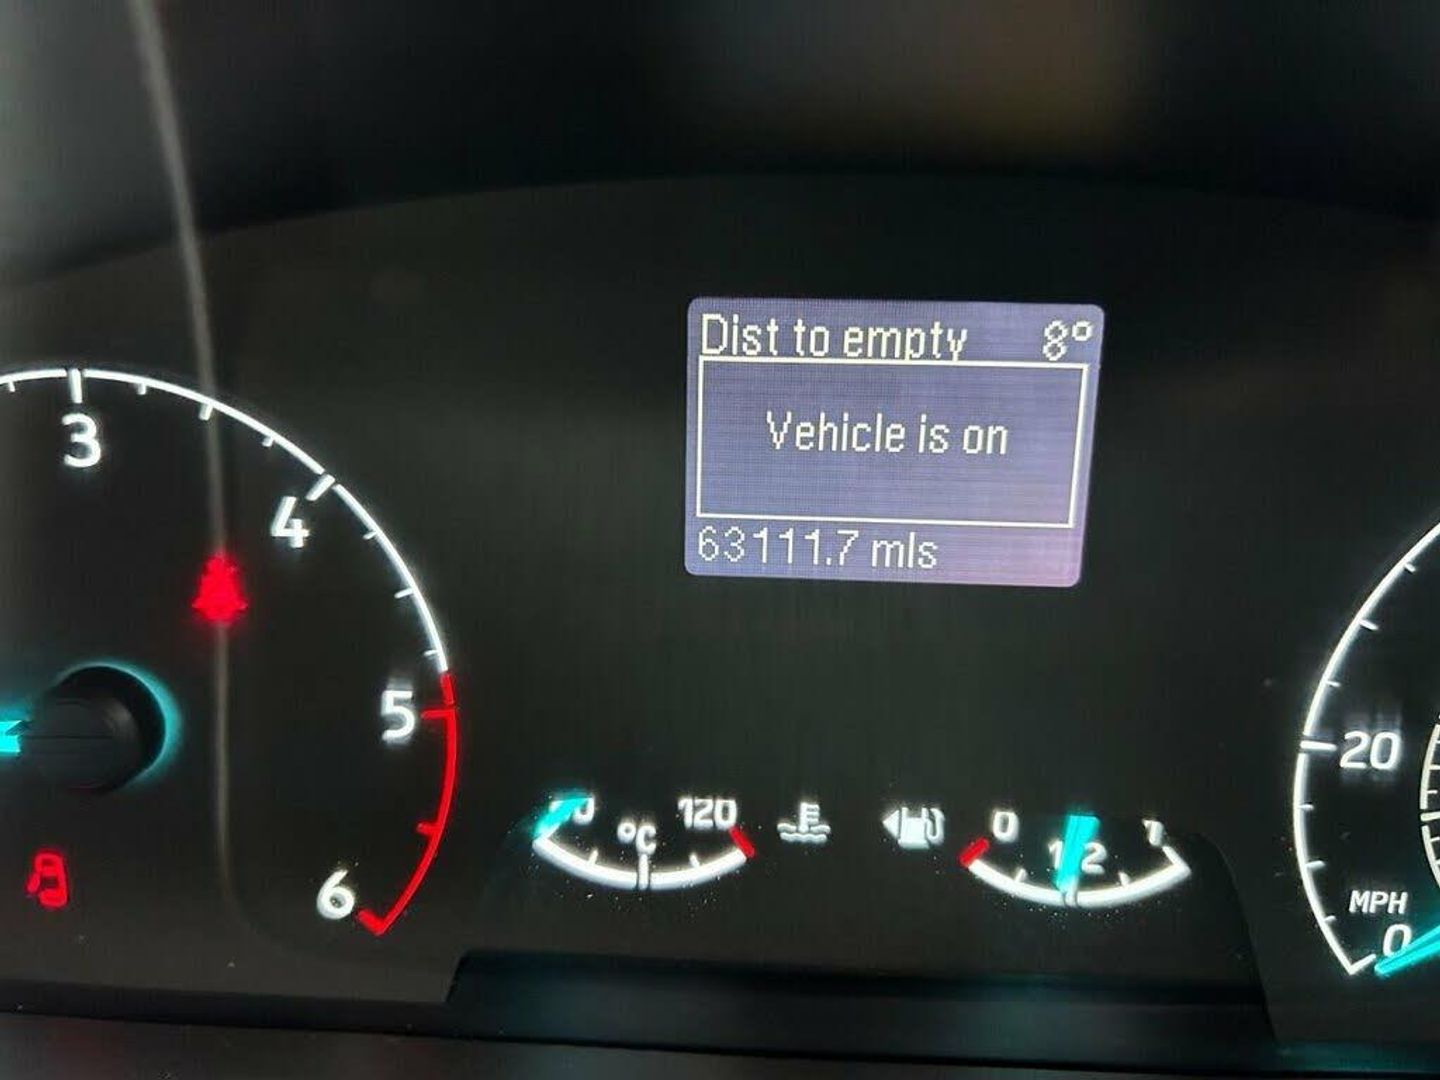 Dist to empty 8°
Vehicle is on
63111.7 mls
3
4
5
6
°C
120
0
1/2
1
20
MPH
0